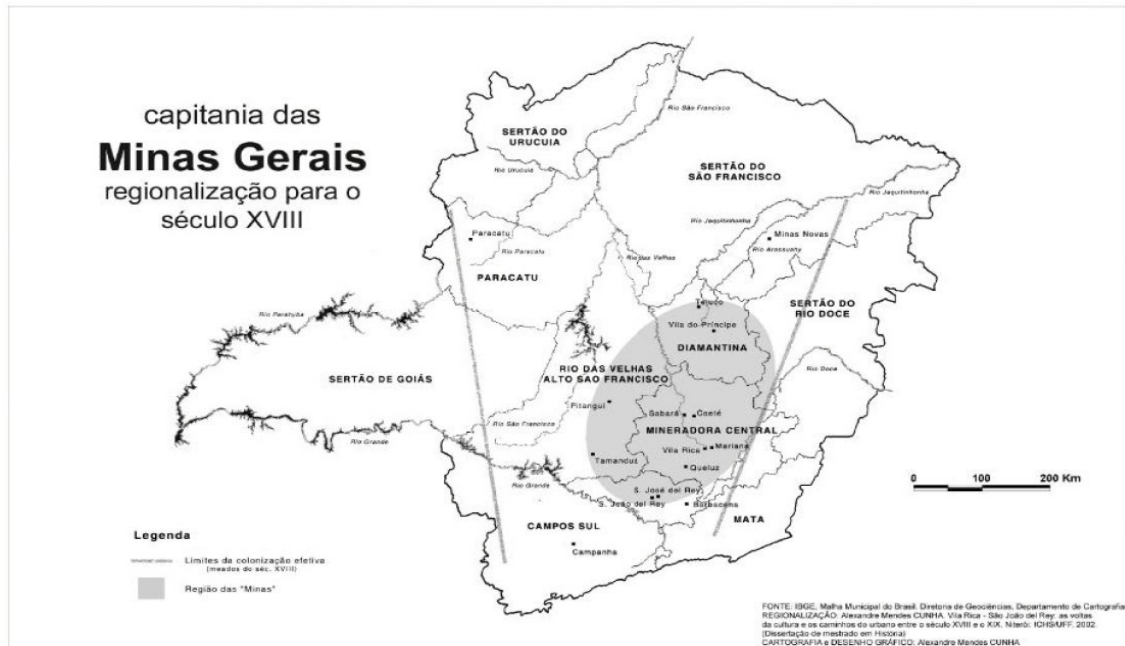 capitania das
Minas Gerais
regionalização para o
século XVIII
Rio São Francisco
SERTÃO DO
URUCUIA
Rio Urucuia
SERTÃO DO
SÃO FRANCISCO
Rio Jequitinhonha
Rio Jequitinhonha
Paracatu
Rio Paracatu
Minas Novas
Rio Arassuahy
Rio das Velhas
PARACATU
SERTÃO DO
RIO DOCE
Tejuco
Rio Parahyba
Vila do Príncipe
DIAMANTINA
Rio Doce
RIO DAS VELHAS
ALTO SAO FRANCISCO
SERTÃO DE GOIÁS
Pitangui
Sabará
Caeté
Rio São Francisco
MINERADORA CENTRAL
Rio Grande
Vila Rica
Mariana
Tamanduá
Queluz
Rio Grande
S. José del Rey
S. João del Rey
Barbacena
MATA
CAMPOS SUL
Campanha
0 100 200 Km
Legenda
Limites da colonização efetiva
(meados do séc. XVIII)
Região das "Minas"
FONTE: IBGE, Malha Municipal do Brasil. Diretoria de Geociências, Departamento de Cartografia
REGIONALIZAÇÃO: Alexandre Mendes CUNHA. Vila Rica - São João del Rey: as voltas
da cultura e os caminhos do urbano entre o século XVIII e o XIX. Niterói: ICHS/UFF. 2002.
(Dissertação de mestrado em História)
CARTOGRAFIA e DESENHO GRÁFICO: Alexandre Mendes CUNHA